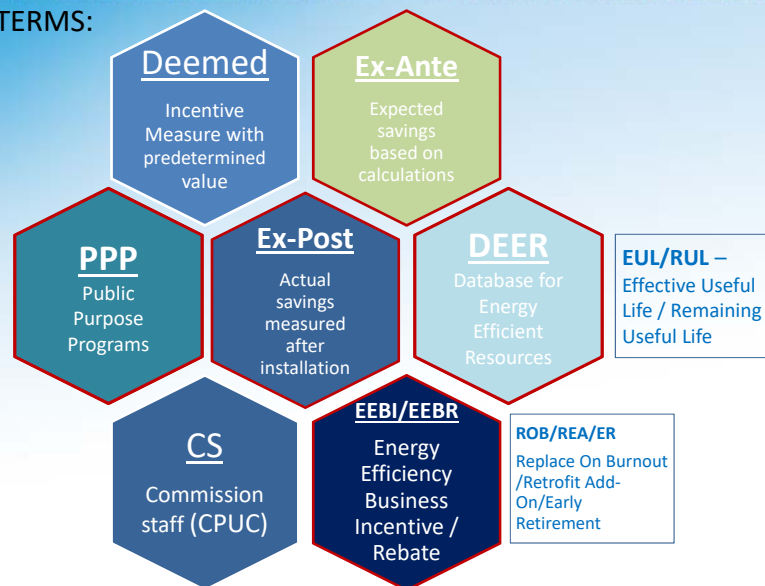 TERMS:
Deemed
Incentive
Measure with
predetermined
value
Ex-Ante
Expected
savings
based on
calculations
PPP
Public
Purpose
Programs
Ex-Post
Actual
savings
measured
after
installation
DEER
Database for
Energy
Efficient
Resources
EUL/RUL –
Effective Useful
Life / Remaining
Useful Life
CS
Commission
staff (CPUC)
EEBI/EEBR
Energy
Efficiency
Business
Incentive /
Rebate
ROB/REA/ER
Replace On Burnout
/Retrofit Add-
On/Early
Retirement